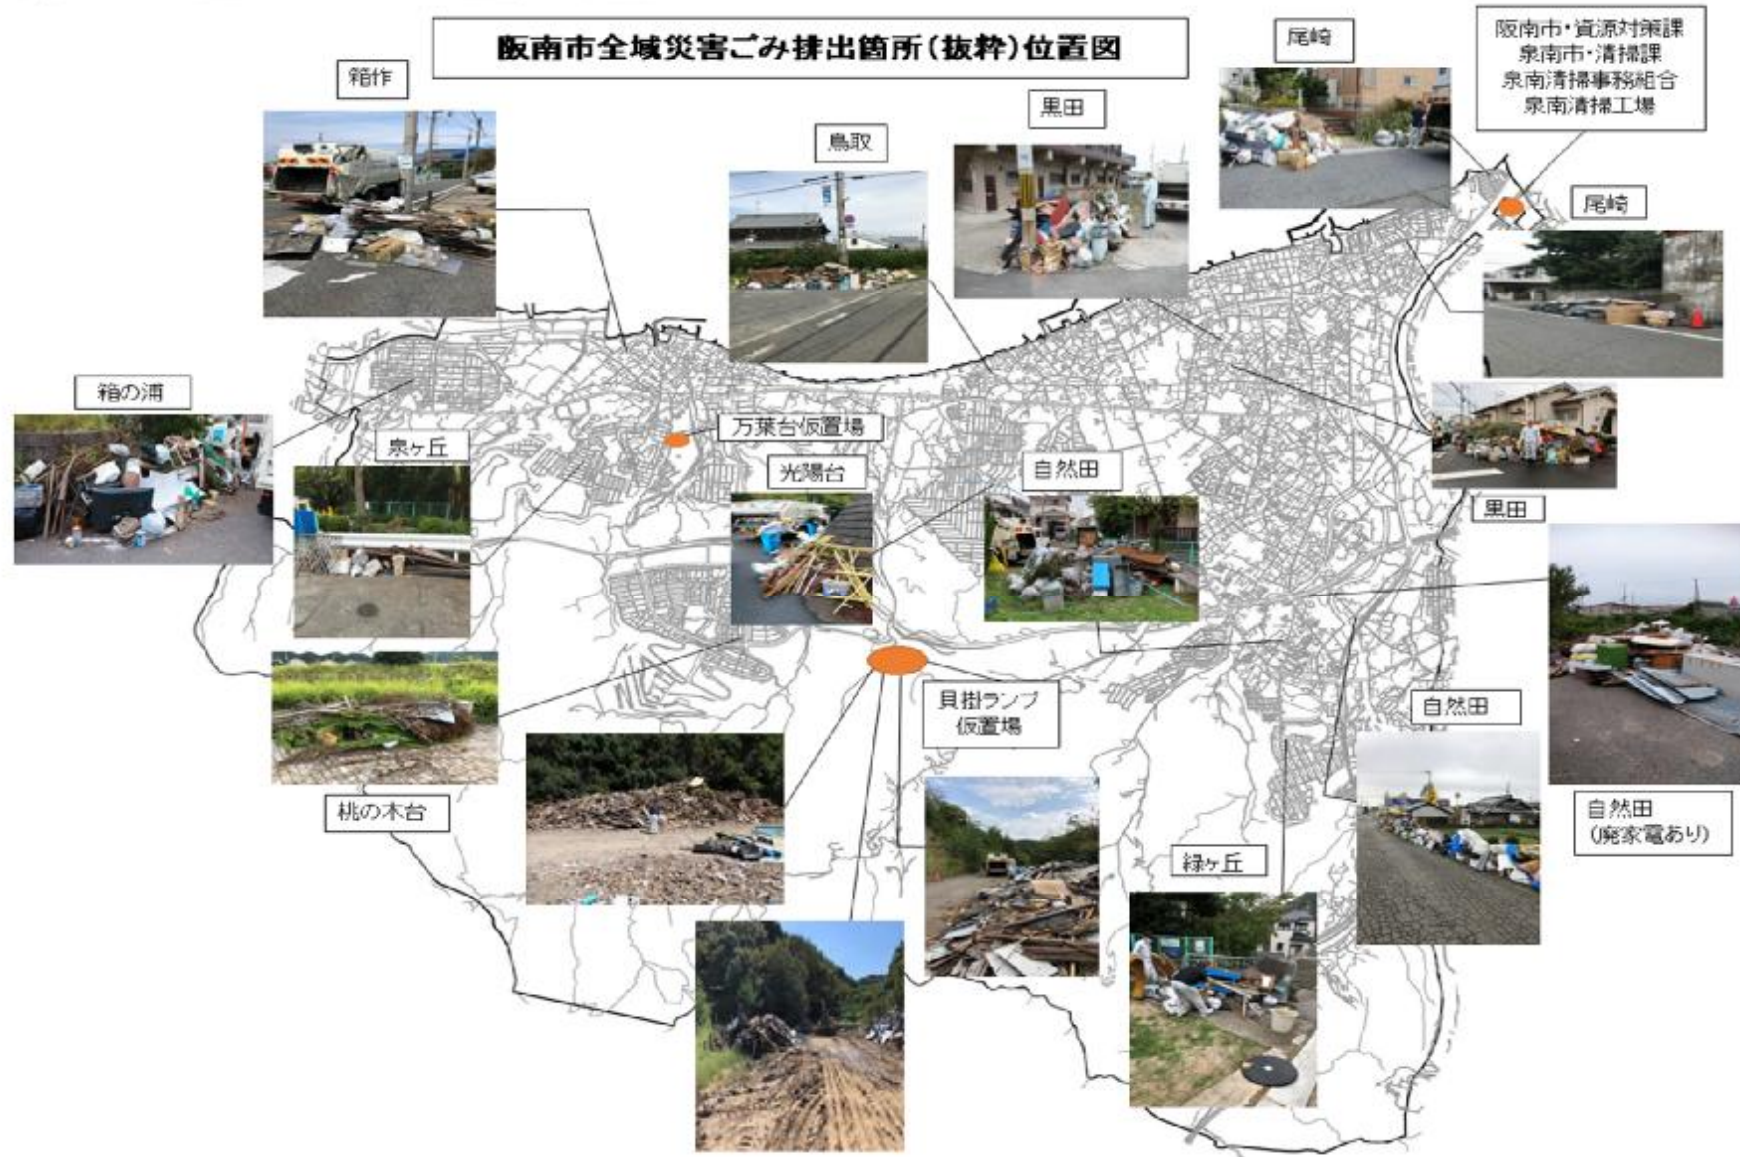 阪南市全域災害ごみ排出箇所(抜粋)位置図
尾崎
阪南市・資源対策課
泉南市・清掃課
泉南清掃事務組合
泉南清掃工場
箱作
黒田
鳥取
尾崎
箱の浦
万葉台仮置場
泉ヶ丘
光陽台
自然田
黒田
貝掛ランプ
仮置場
自然田
桃の木台
自然田
(廃家電あり)
緑ヶ丘